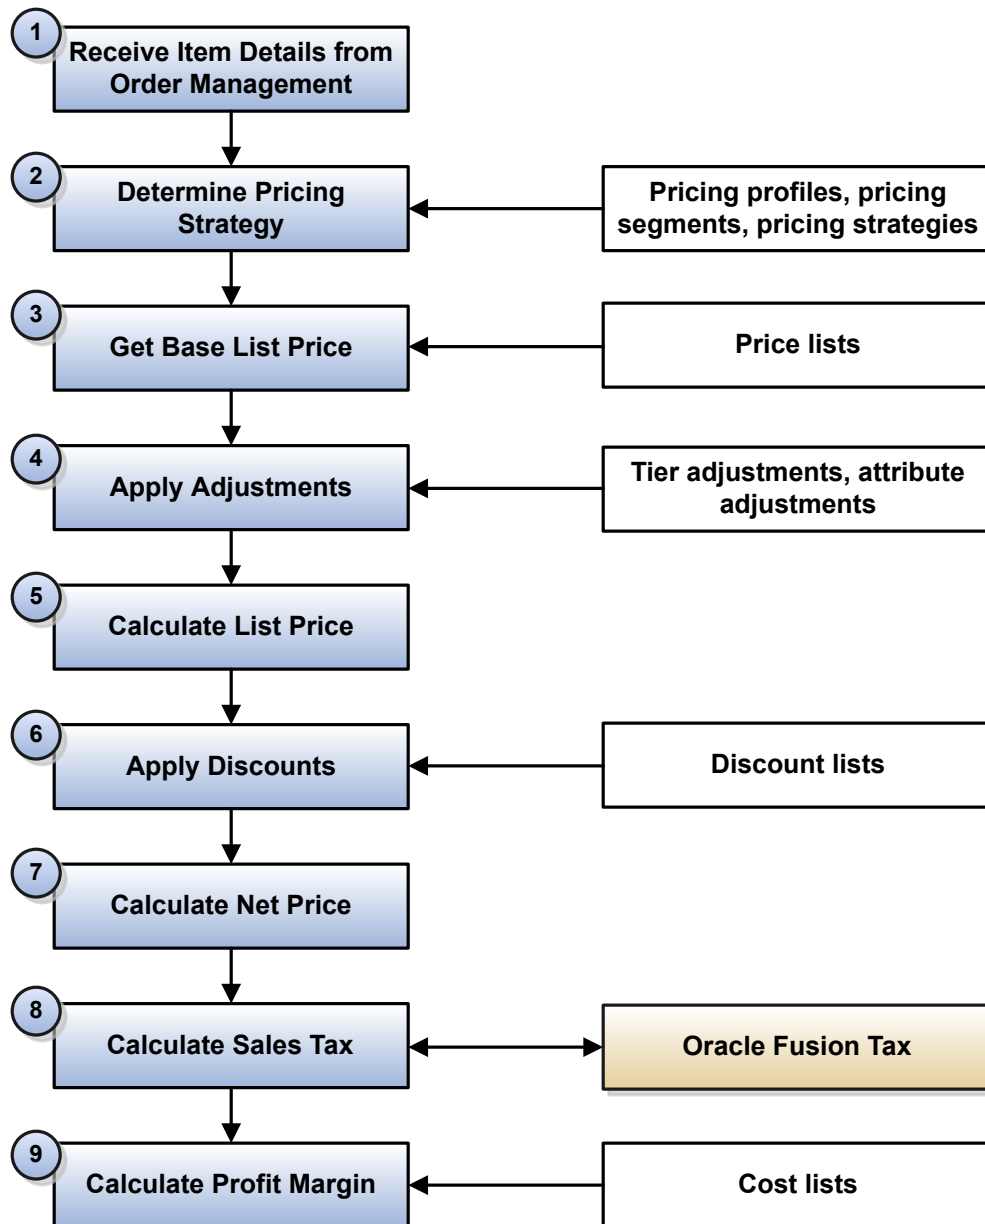 1
Receive Item Details from
Order Management
2
Determine Pricing
Strategy
Pricing profiles, pricing
segments, pricing strategies
3
Get Base List Price
Price lists
4
Apply Adjustments
Tier adjustments, attribute
adjustments
5
Calculate List Price
6
Apply Discounts
Discount lists
7
Calculate Net Price
8
Calculate Sales Tax
Oracle Fusion Tax
9
Calculate Profit Margin
Cost lists